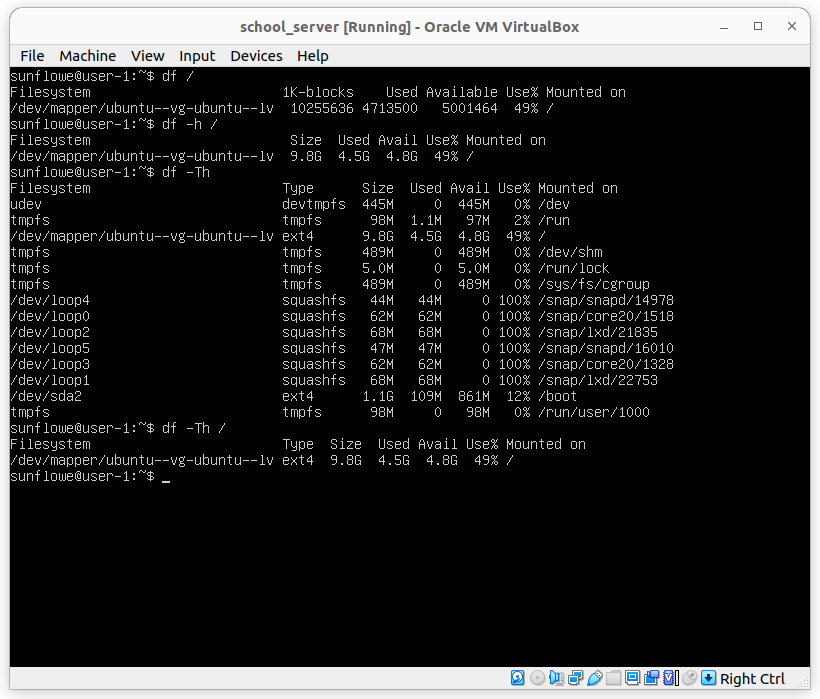 school_server [Running] - Oracle VM VirtualBox
File Machine View Input Devices Help
sunflowe@user-1:~$ df /
Filesystem                        1K-blocks    Used Available Use% Mounted on
/dev/mapper/ubuntu--vg-ubuntu--lv  10255636 4713500   5001464  49% /
sunflowe@user-1:~$ df -h /
Filesystem                         Size  Used Avail Use% Mounted on
/dev/mapper/ubuntu--vg-ubuntu--lv  9.8G  4.5G  4.8G  49% /
sunflowe@user-1:~$ df -Th
Filesystem                        Type      Size  Used Avail Use% Mounted on
udev                              devtmpfs  445M     0  445M   0% /dev
tmpfs                             tmpfs      98M  1.1M   97M   2% /run
/dev/mapper/ubuntu--vg-ubuntu--lv ext4      9.8G  4.5G  4.8G  49% /
tmpfs                             tmpfs     489M     0  489M   0% /dev/shm
tmpfs                             tmpfs     5.0M     0  5.0M   0% /run/lock
tmpfs                             tmpfs     489M     0  489M   0% /sys/fs/cgroup
/dev/loop4                        squashfs   44M   44M     0 100% /snap/snapd/14978
/dev/loop0                        squashfs   62M   62M     0 100% /snap/core20/1518
/dev/loop2                        squashfs   68M   68M     0 100% /snap/lxd/21835
/dev/loop5                        squashfs   47M   47M     0 100% /snap/snapd/16010
/dev/loop3                        squashfs   62M   62M     0 100% /snap/core20/1328
/dev/loop1                        squashfs   68M   68M     0 100% /snap/lxd/22753
/dev/sda2                         ext4      1.1G  109M  861M  12% /boot
tmpfs                             tmpfs      98M     0   98M   0% /run/user/1000
sunflowe@user-1:~$ df -Th /
Filesystem                        Type  Size  Used Avail Use% Mounted on
/dev/mapper/ubuntu--vg-ubuntu--lv ext4  9.8G  4.5G  4.8G  49% /
sunflowe@user-1:~$ _
Right Ctrl